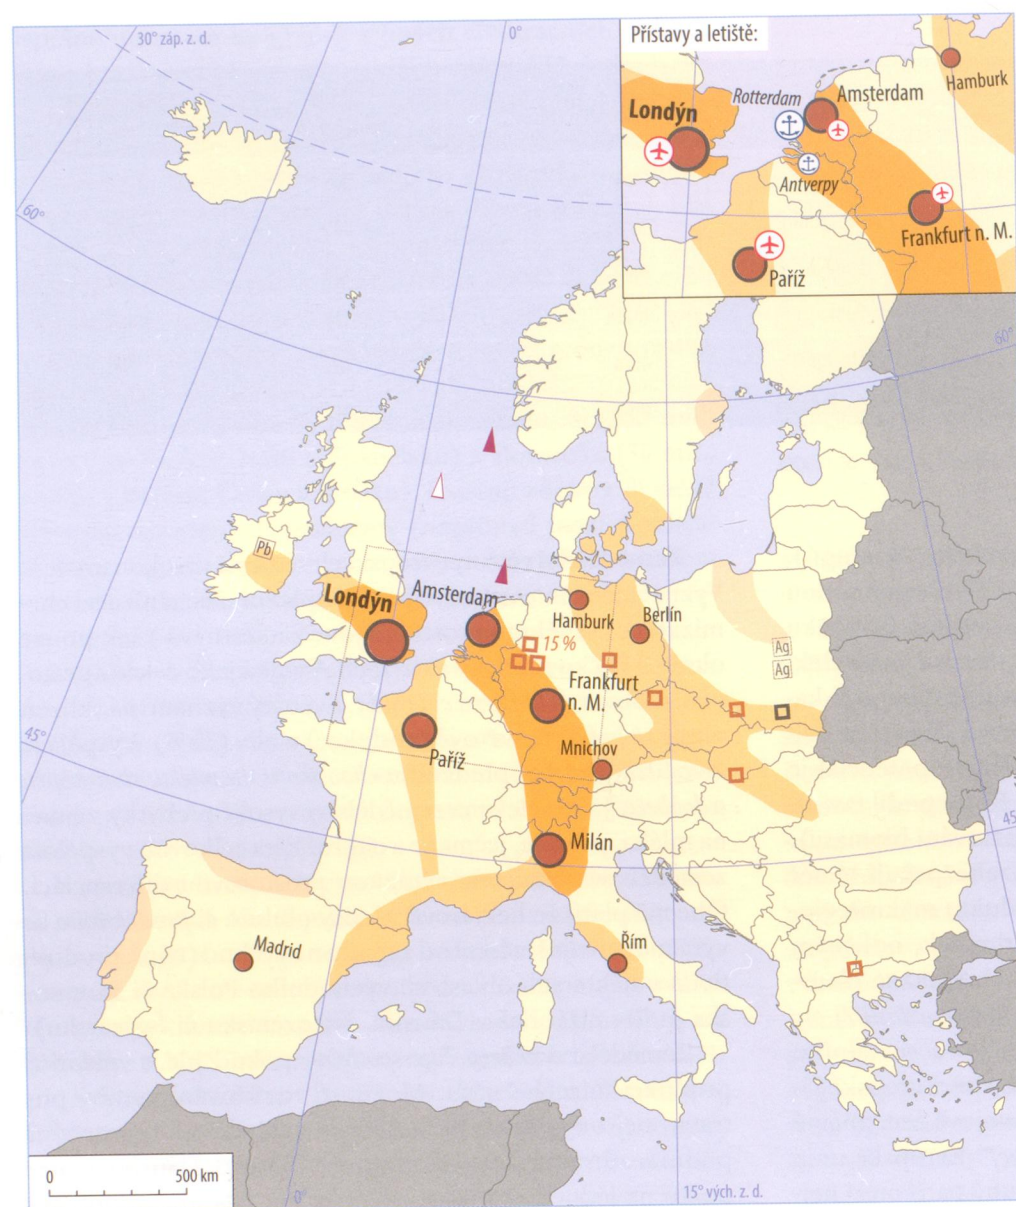 30° záp. z. d.
0°
Přístavy a letiště:
Hamburk
Rotterdam
Amsterdam
Londýn
Antverpy
Frankfurt n. M.
Paříž
60°
60°
Pb
Londýn
Amsterdam
Hamburk
Berlín
15 %
Ag
Ag
Frankfurt
n. M.
Paříž
Mnichov
45°
45
Milán
Madrid
Řím
0
500 km
0°
15° vých. z. d.